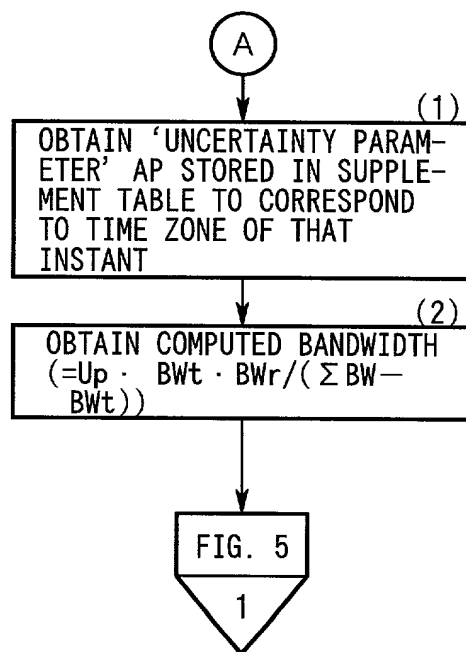 A
(1)
OBTAIN ‘UNCERTAINTY PARAM-
ETER’ AP STORED IN SUPPLE-
MENT TABLE TO CORRESPOND
TO TIME ZONE OF THAT
INSTANT
(2)
OBTAIN COMPUTED BANDWIDTH
(=Up · BWt · BWr/(ΣBW—
BWt))
FIG. 5
1